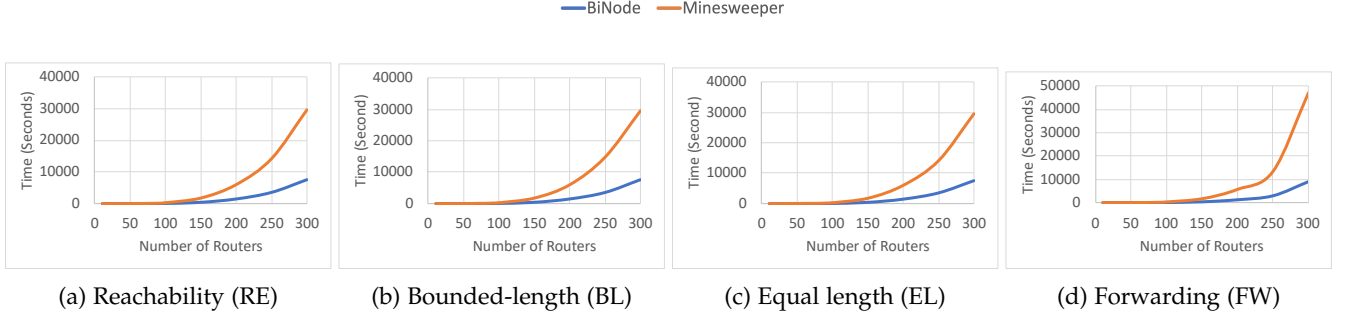 BiNode Minesweeper
40000
30000
20000
10000
0
Time (Seconds)
0 50 100 150 200 250 300
Number of Routers
(a) Reachability (RE)
40000
30000
20000
10000
0
Time (Seconds)
0 50 100 150 200 250 300
Number of Routers
(b) Bounded-length (BL)
40000
30000
20000
10000
0
Time (Seconds)
0 50 100 150 200 250 300
Number of Routers
(c) Equal length (EL)
50000
40000
30000
20000
10000
0
Time (Seconds)
0 50 100 150 200 250 300
Number of Routers
(d) Forwarding (FW)